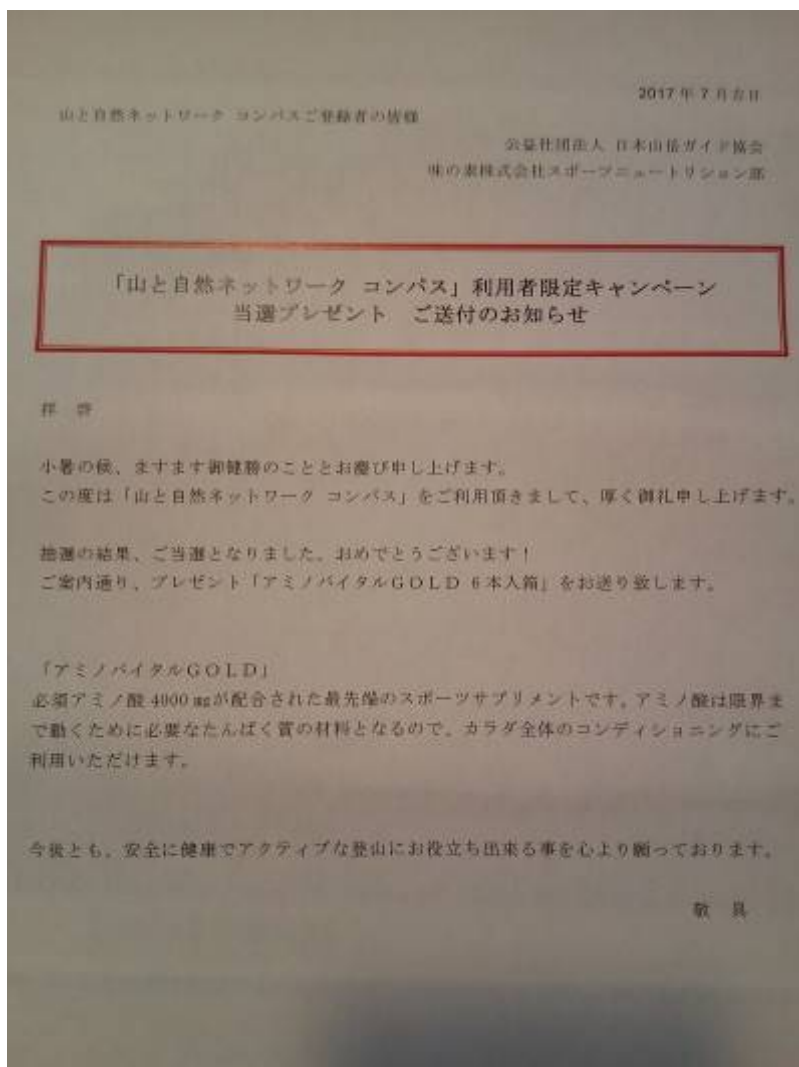 2017 年 7 月吉日
山と自然ネットワーク コンパスご登録者の皆様
公益社団法人 日本山岳ガイド協会
味の素株式会社スポーツニュートリション部
「山と自然ネットワーク コンパス」利用者限定キャンペーン
当選プレゼント ご送付のお知らせ
拝 啓
小暑の候、ますます御健勝のこととお慶び申し上げます。
この度は「山と自然ネットワーク コンパス」をご利用頂きまして、厚く御礼申し上げます。
抽選の結果、ご当選となりました。おめでとうございます！
ご案内通り、プレゼント「アミノバイタルGOLD 6本入箱」をお送り致します。
「アミノバイタルGOLD」
必須アミノ酸 4000 ㎎が配合された最先端のスポーツサプリメントです。アミノ酸は限界ま
で動くために必要なたんぱく質の材料となるので、カラダ全体のコンディショニングにご
利用いただけます。
今後とも、安全に健康でアクティブな登山にお役立ち出来る事を心より願っております。
敬 具